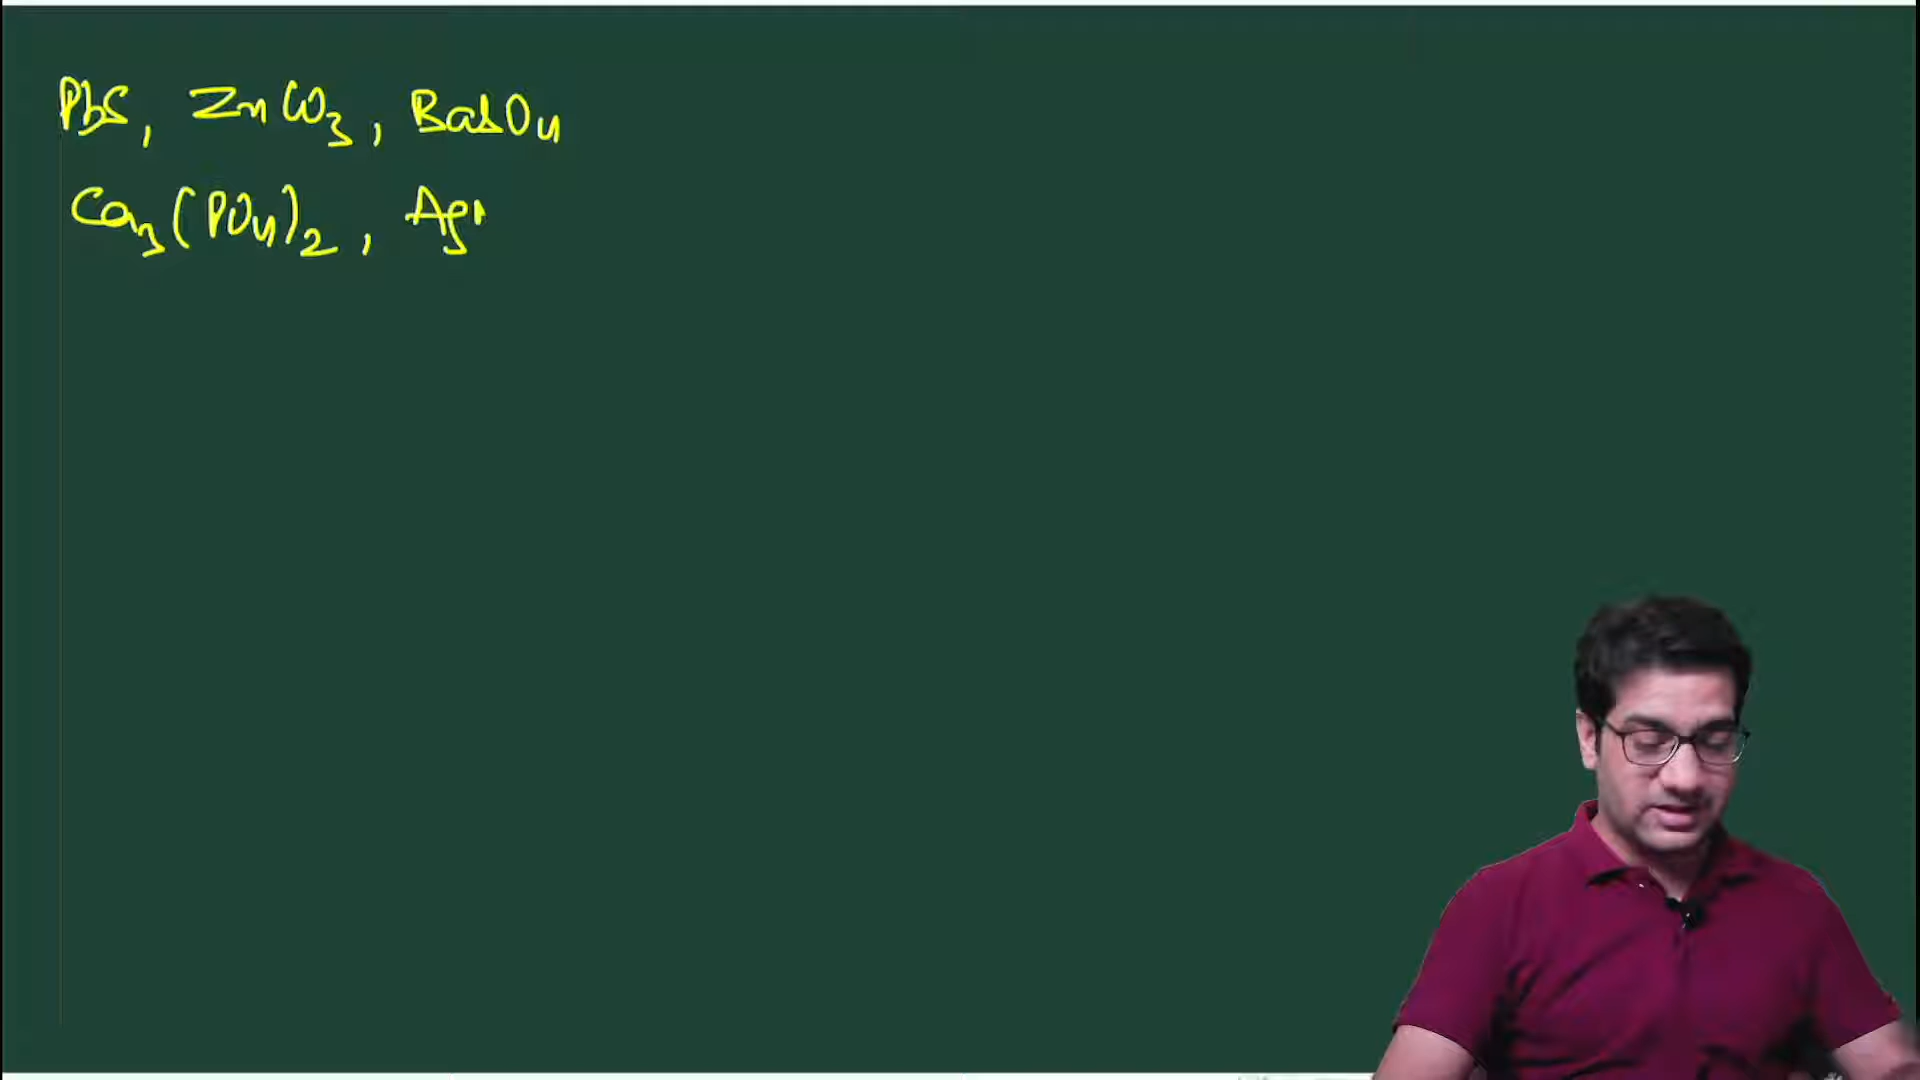 PbS, ZnCO₃, BaSO₄
Ca₃(PO₄)₂, Ag